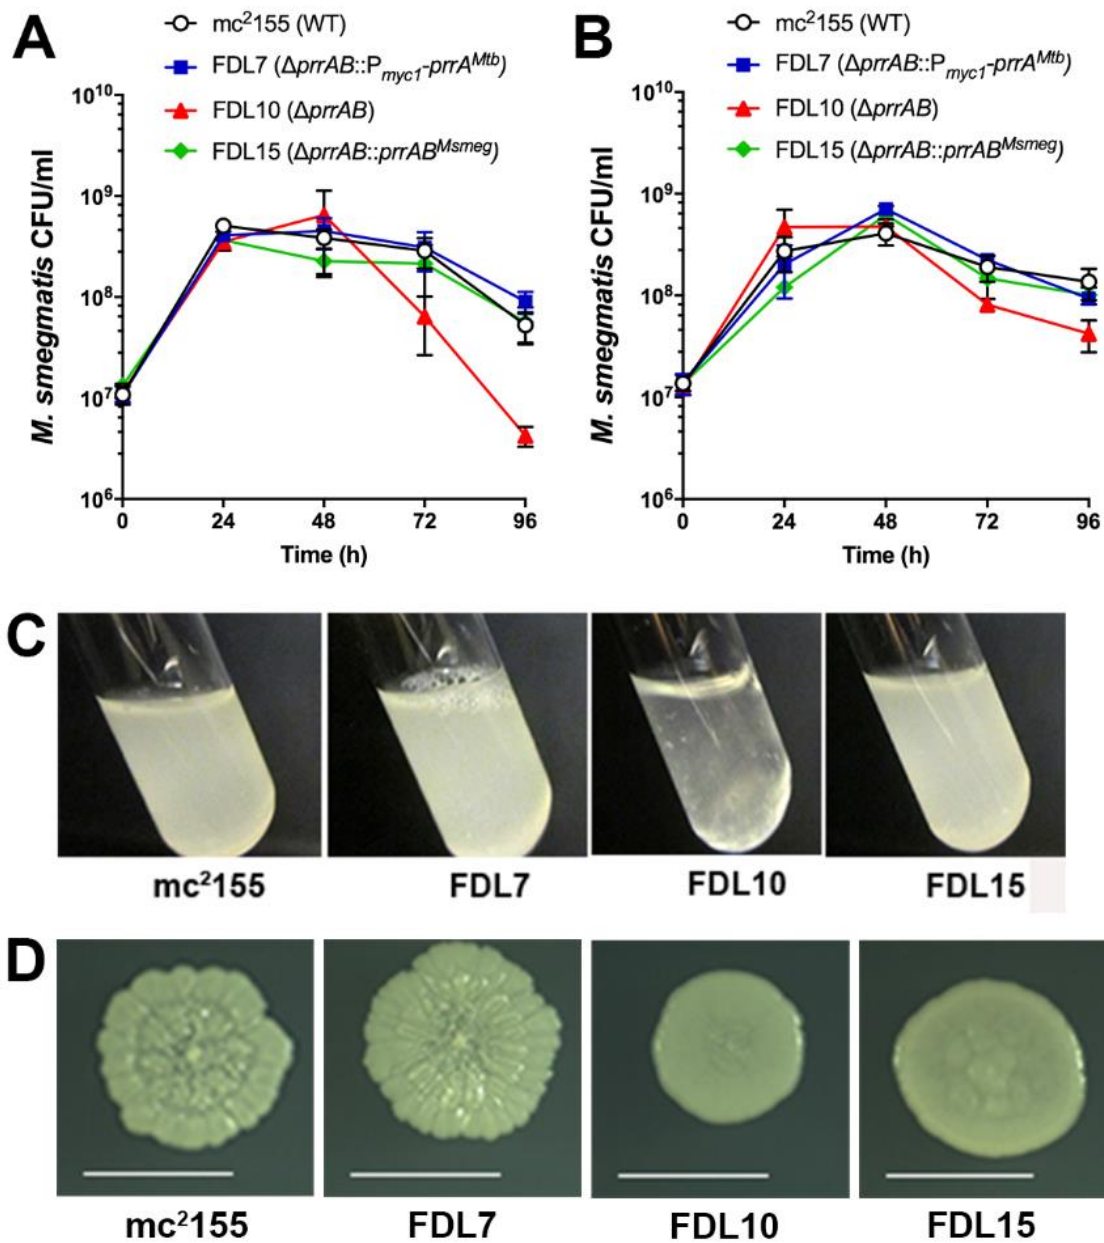 A
mc²155 (WT)
FDL7 (ΔprrAB::Pmyc1-prrAMtb)
FDL10 (ΔprrAB)
FDL15 (ΔprrAB::prrABMsmeg)
M. smegmatis CFU/ml
10¹⁰
10⁹
10⁸
10⁷
10⁶
0 24 48 72 96
Time (h)
B
mc²155 (WT)
FDL7 (ΔprrAB::Pmyc1-prrAMtb)
FDL10 (ΔprrAB)
FDL15 (ΔprrAB::prrABMsmeg)
M. smegmatis CFU/ml
10¹⁰
10⁹
10⁸
10⁷
10⁶
0 24 48 72 96
Time (h)
C
mc²155 FDL7 FDL10 FDL15
D
mc²155 FDL7 FDL10 FDL15